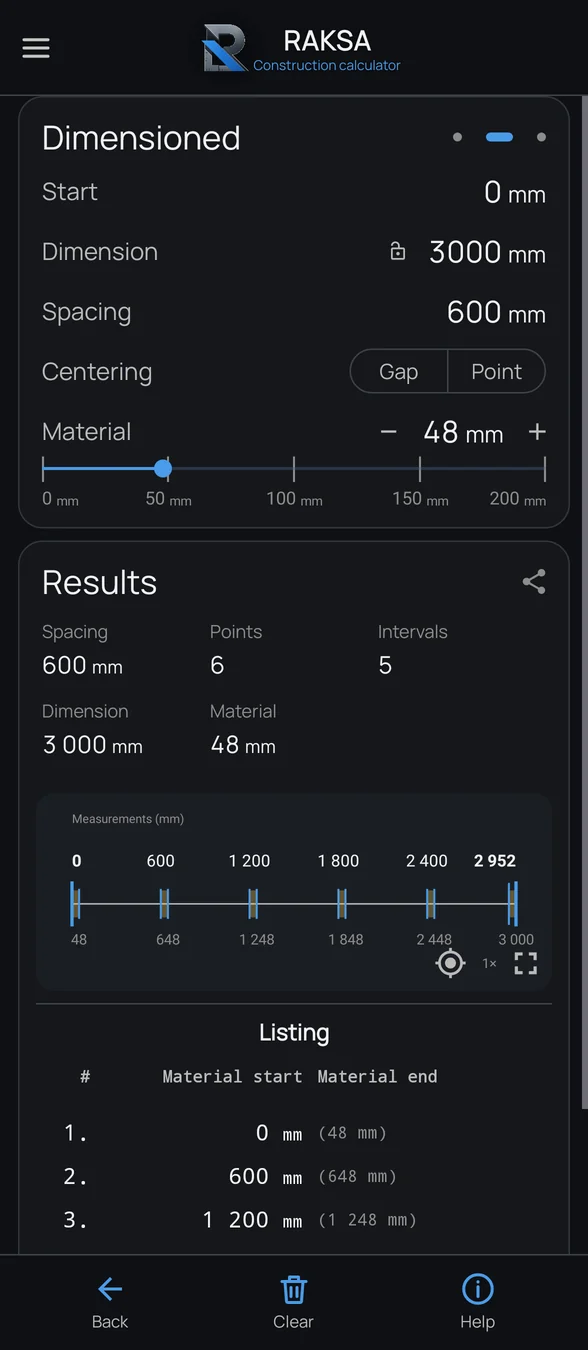 RAKSA
Construction calculator
Dimensioned
Start 0 mm
Dimension 3000 mm
Spacing 600 mm
Centering Gap Point
Material − 48 mm +
0 mm 50 mm 100 mm 150 mm 200 mm
Results
Spacing Points Intervals
600 mm 6 5
Dimension Material
3 000 mm 48 mm
Measurements (mm)
0 600 1 200 1 800 2 400 2 952
48 648 1 248 1 848 2 448 3 000
1×
Listing
# Material start Material end
1. 0 mm (48 mm)
2. 600 mm (648 mm)
3. 1 200 mm (1 248 mm)
Back Clear Help